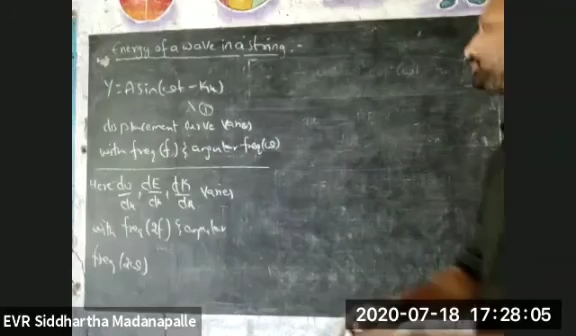 Energy of a wave in a string :-
Y = A sin(ωt - Kx)
λ ①
displacement curve varies
with freq (f) & angular freq (ω)
Here du/dx, dE/dx, dK/dx varies
with freq (2f) & angular
freq (2ω)
EVR Siddhartha Madanapalle
2020-07-18 17:28:05